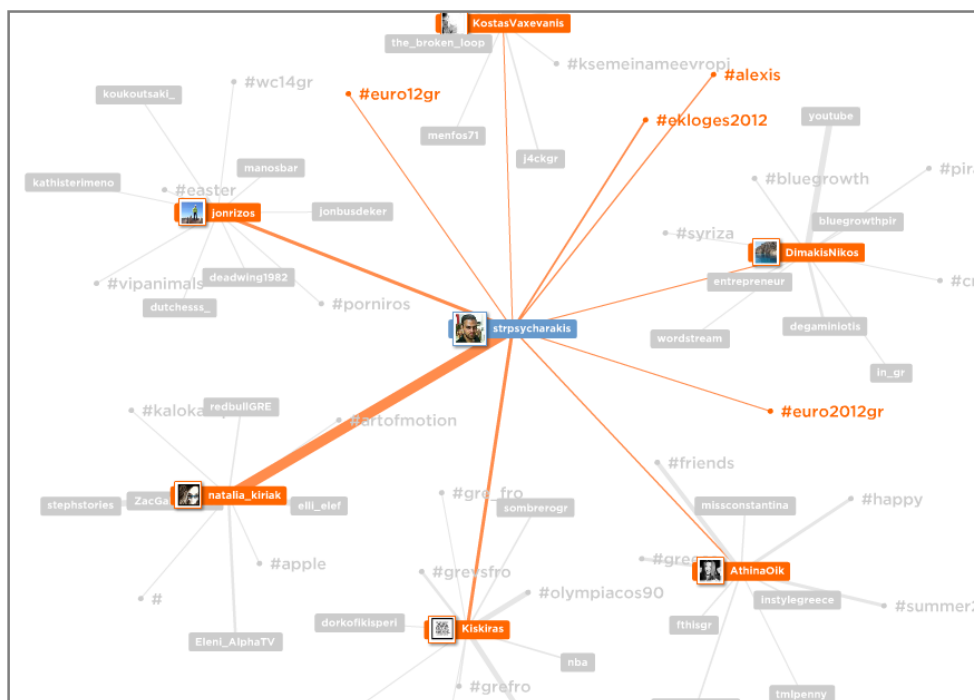 KostasVaxevanis
the_broken_loop
#ksemeinameevropi
#alexis
#wc14gr
koukoutsaki_
#euro12gr
#ekloges2012
youtube
menfos71
j4ckgr
manosbar
kathisterimeno
#easter
#bluegrowth
jonrizos
jonbusdeker
bluegrowthpir
#syriza
DimakisNikos
deadwing1982
#vipanimals
entrepreneur
dutchesss_
#porniros
degaminiotis
strpsycharakis
wordstream
in_gr
redbullGRE
#euro2012gr
#artofmotion
#friends
natalia_kiriak
stephstories
elli_elef
#gre_fro
sombrerogr
missconstantina
#happy
#apple
#greysfro
AthinaOik
#
#olympiacos90
instylegreece
dorkofikisperi
Kiskiras
fthisgr
Eleni_AlphaTV
nba
#grefro
tmlpenny